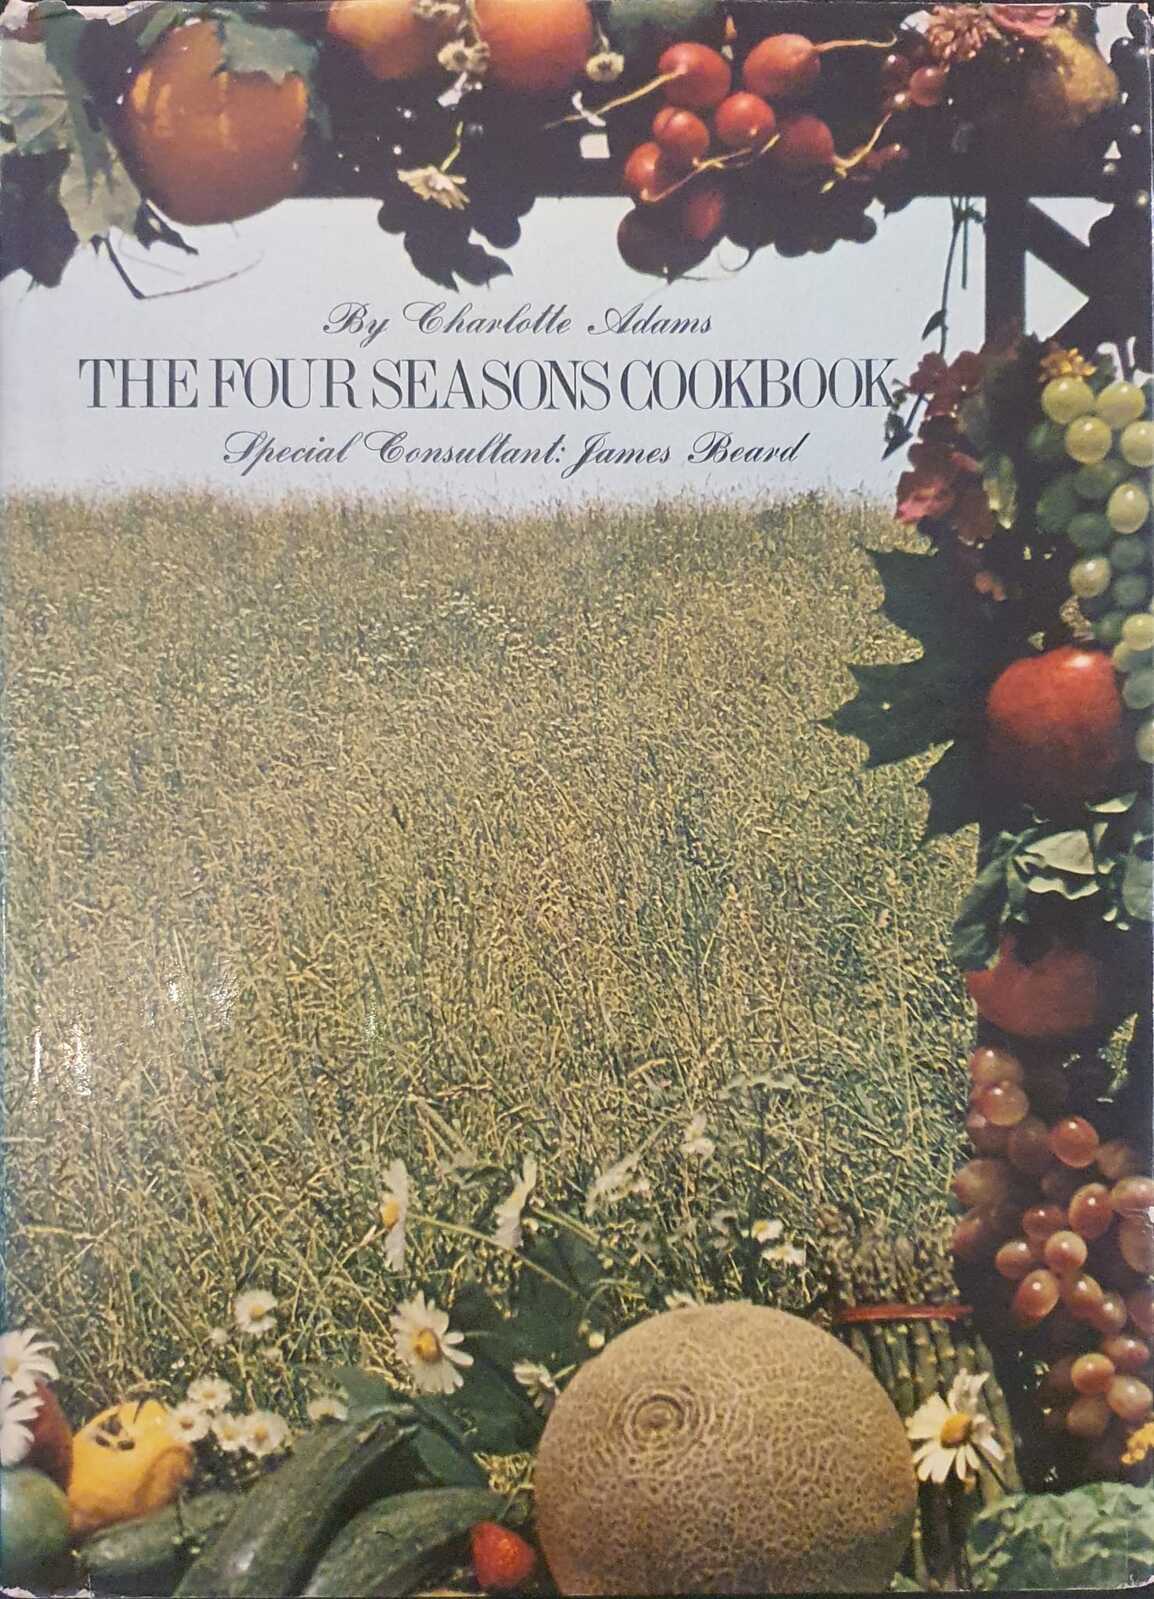 By Charlotte Adams
THE FOUR SEASONS COOKBOOK
Special Consultant: James Beard